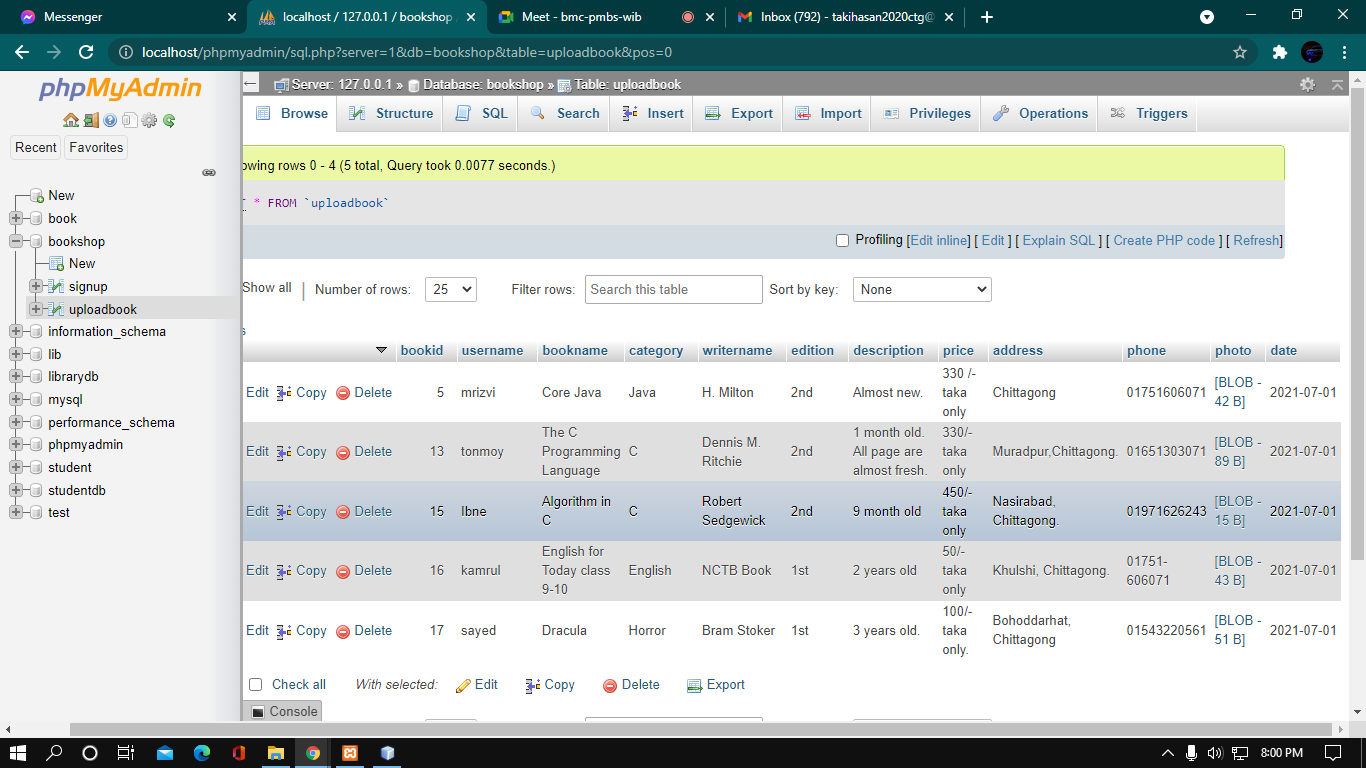 Messenger
localhost / 127.0.0.1 / bookshop /
Meet - bmc-pmbs-wib
Inbox (792) - takihasan2020ctg@
localhost/phpmyadmin/sql.php?server=1&db=bookshop&table=uploadbook&pos=0
phpMyAdmin
Recent Favorites
New
book
bookshop
New
signup
uploadbook
information_schema
lib
librarydb
mysql
performance_schema
phpmyadmin
student
studentdb
test
Server: 127.0.0.1 » Database: bookshop » Table: uploadbook
Browse Structure SQL Search Insert Export Import Privileges Operations Triggers
owing rows 0 - 4 (5 total, Query took 0.0077 seconds.)
* FROM `uploadbook`
Profiling [Edit inline] [ Edit ] [ Explain SQL ] [ Create PHP code ] [ Refresh]
Show all | Number of rows: 25 Filter rows: Search this table Sort by key: None
s
bookid username bookname category writername edition description price address phone photo date
Edit Copy Delete 5 mrizvi Core Java Java H. Milton 2nd Almost new. 330 /- taka only Chittagong 01751606071 [BLOB - 42 B] 2021-07-01
Edit Copy Delete 13 tonmoy The C Programming Language C Dennis M. Ritchie 2nd 1 month old. All page are almost fresh. 330/- taka only Muradpur,Chittagong. 01651303071 [BLOB - 89 B] 2021-07-01
Edit Copy Delete 15 Ibne Algorithm in C C Robert Sedgewick 2nd 9 month old 450/- taka only Nasirabad, Chittagong. 01971626243 [BLOB - 15 B] 2021-07-01
Edit Copy Delete 16 kamrul English for Today class 9-10 English NCTB Book 1st 2 years old 50/- taka only Khulshi, Chittagong. 01751-606071 [BLOB - 43 B] 2021-07-01
Edit Copy Delete 17 sayed Dracula Horror Bram Stoker 1st 3 years old. 100/- taka only. Bohoddarhat, Chittagong 01543220561 [BLOB - 51 B] 2021-07-01
Check all With selected: Edit Copy Delete Export
Console
8:00 PM